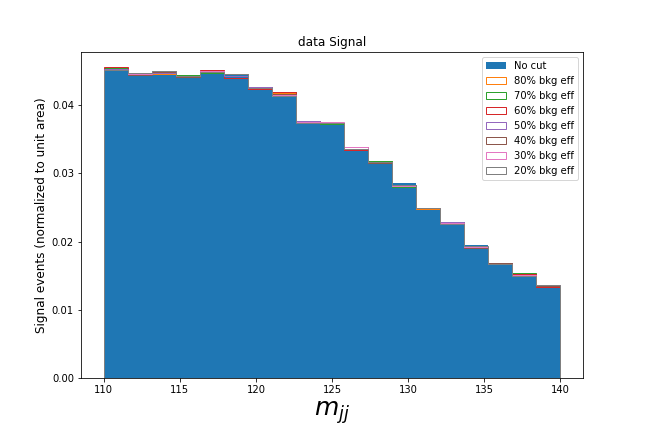 data Signal
No cut
80% bkg eff
70% bkg eff
60% bkg eff
50% bkg eff
40% bkg eff
30% bkg eff
20% bkg eff
Signal events (normalized to unit area)
0.04
0.03
0.02
0.01
0.00
110 115 120 125 130 135 140
m_{jj}